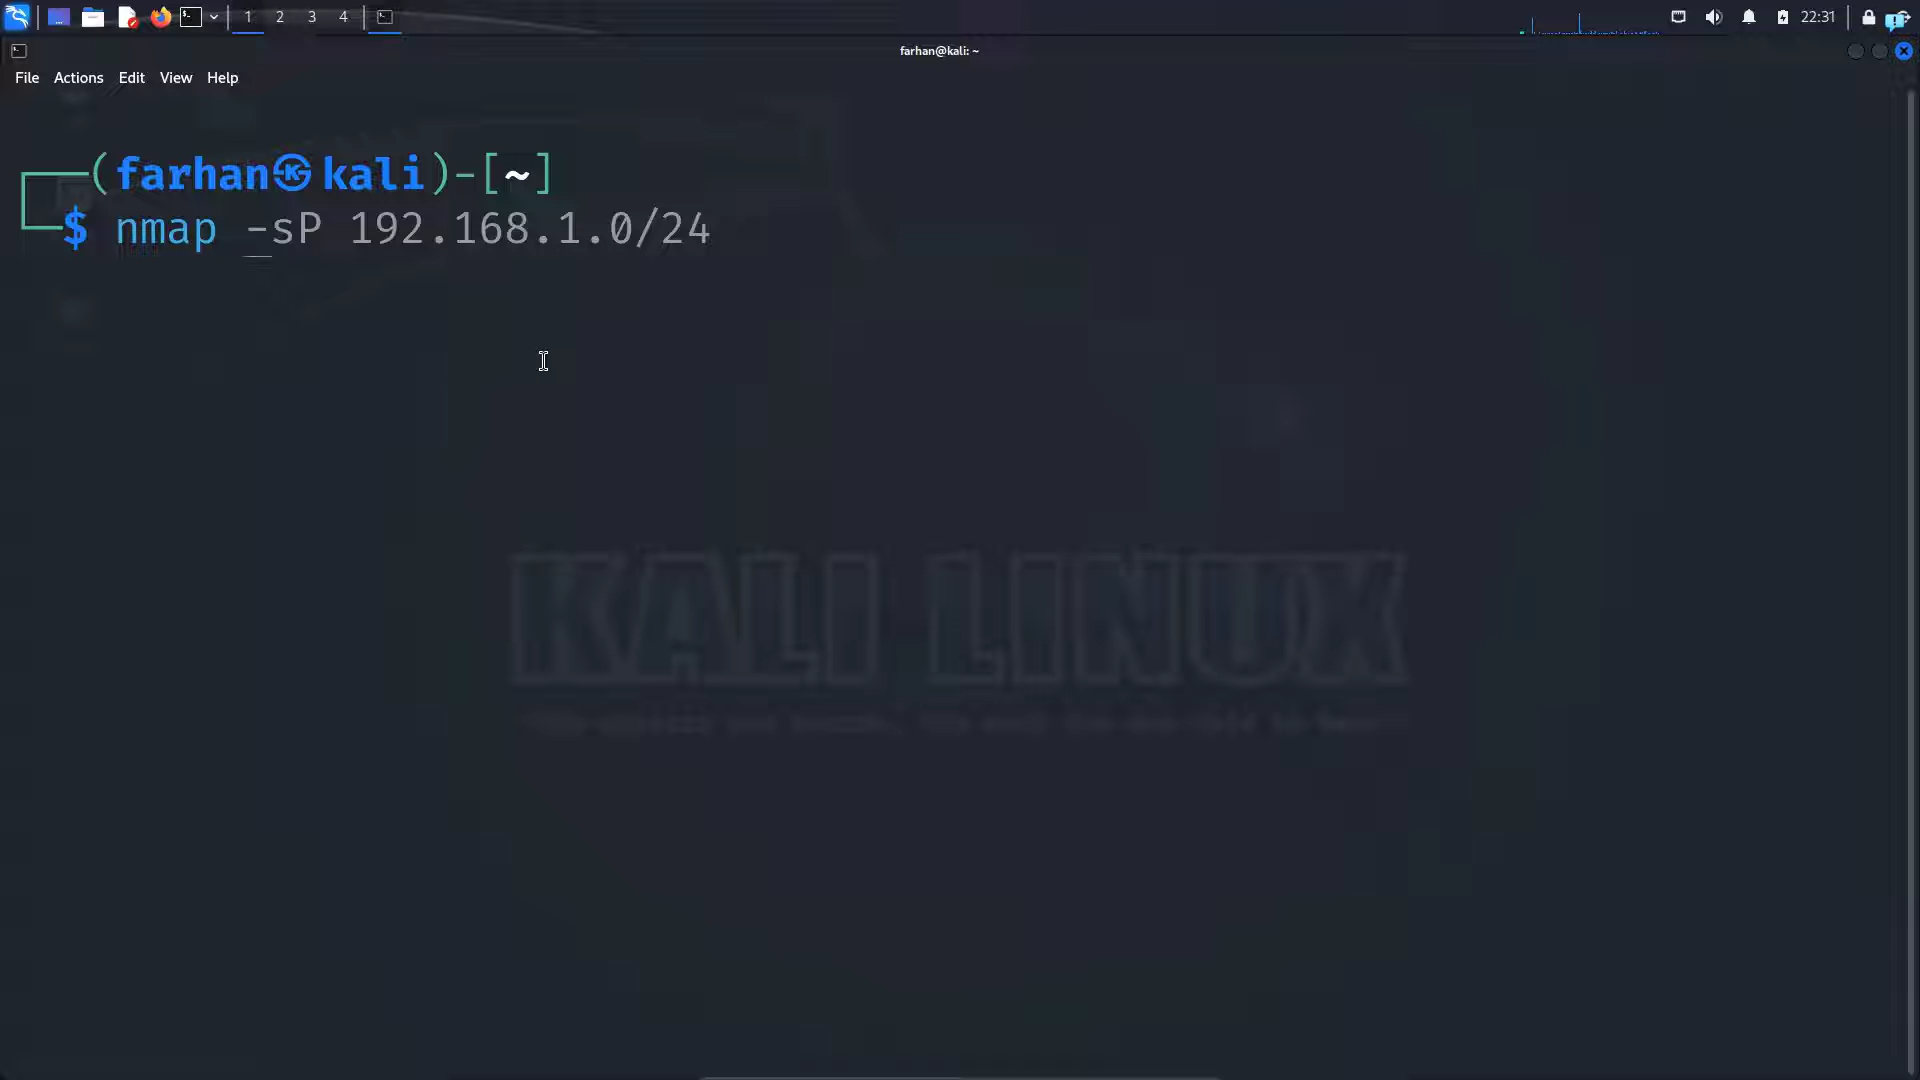 1 2 3 4
22:31
farhan@kali: ~
File Actions Edit View Help
(farhan㉿kali)-[~]
$ nmap -sP 192.168.1.0/24
KALI LINUX